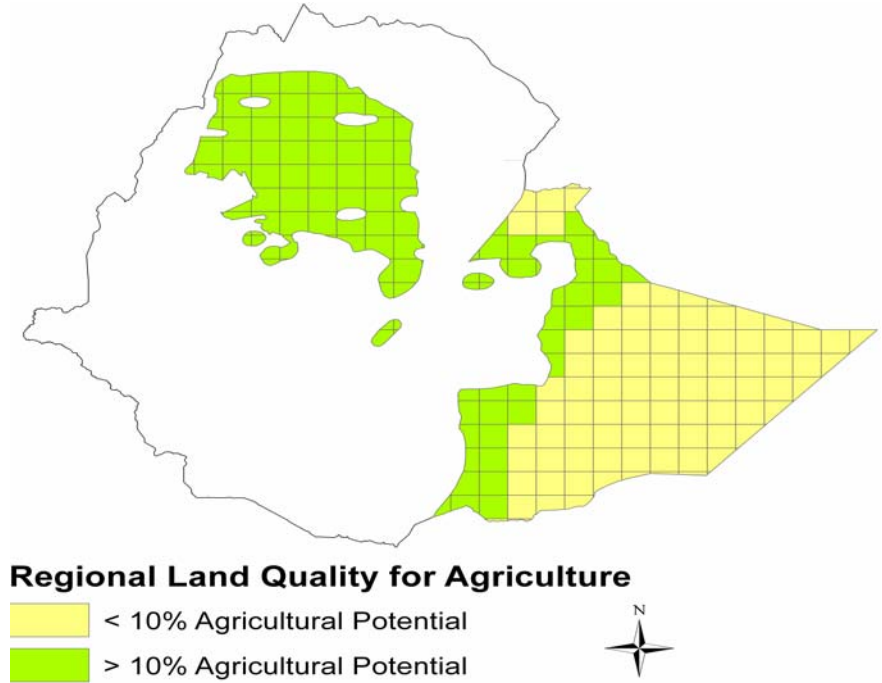 Regional Land Quality for Agriculture
< 10% Agricultural Potential
N
> 10% Agricultural Potential